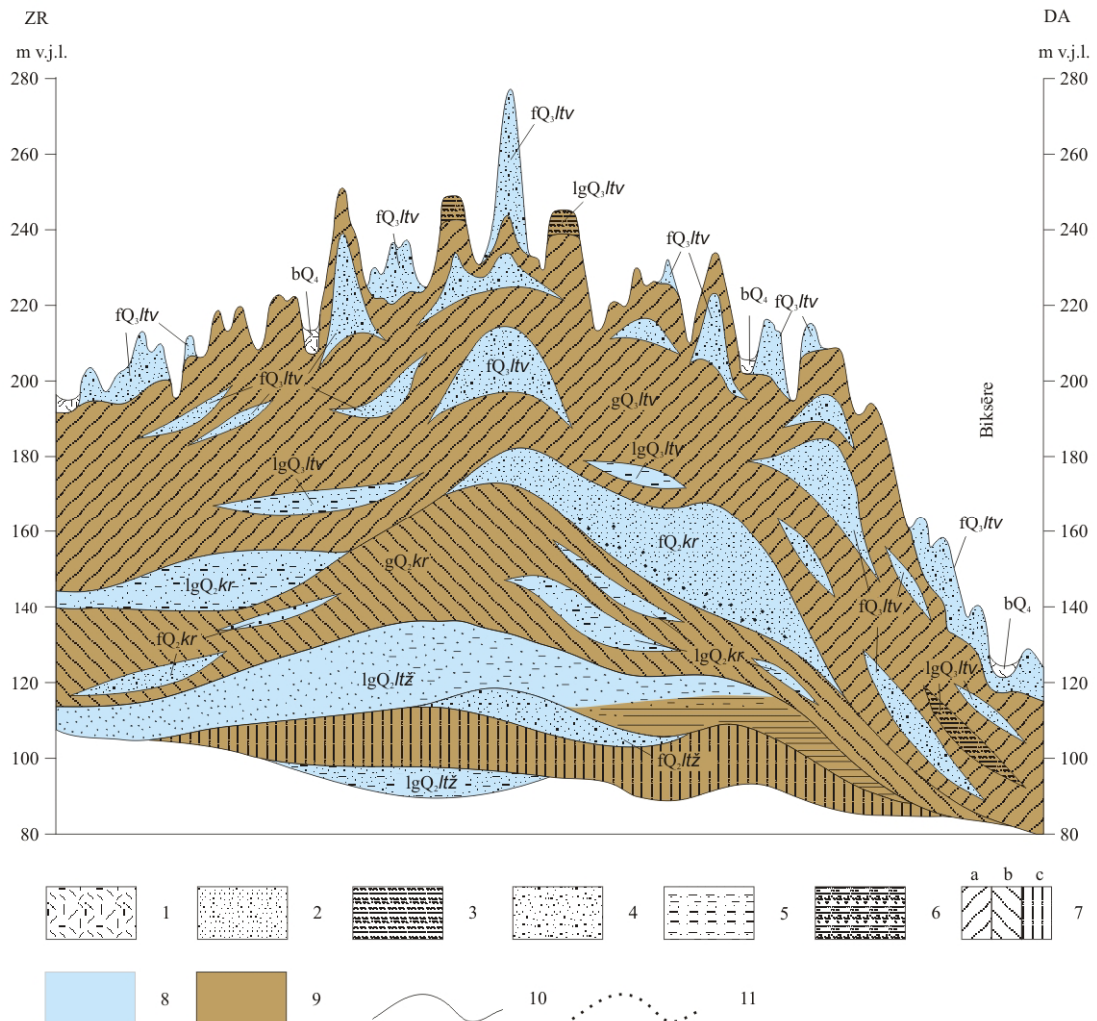 ZR
DA
m v.j.l.
m v.j.l.
280
280
fQ₃ltv
260
260
lgQ₃ltv
240
fQ₃ltv
fQ₃ltv
240
bQ₄
bQ₄
220
fQ₃ltv
fQ₃ltv
fQ₃ltv
220
200
fQ₃ltv
fQ₃ltv
gQ₃ltv
200
Biksēre
180
lgQ₃ltv
lgQ₃ltv
180
160
fQ₂kr
fQ₃ltv
160
lgQ₂kr
gQ₂kr
140
fQ₃ltv
bQ₄
140
fQ₂kr
lgQ₂kr
lgQ₃ltv
120
lgQ₂ltž
120
100
fQ₂ltž
100
lgQ₂ltž
80
80
a b c
1 2 3 4 5 6 7
8 9 10 11